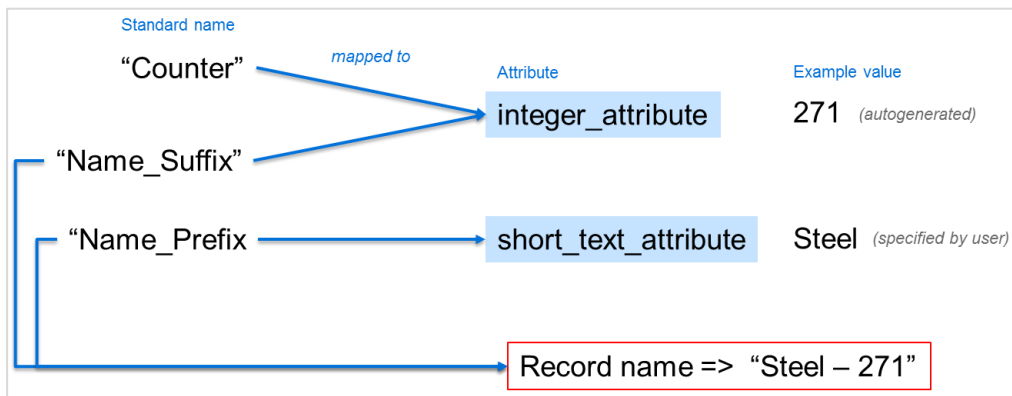 Standard name
“Counter”
mapped to
Attribute
Example value
integer_attribute
271 (autogenerated)
“Name_Suffix”
“Name_Prefix
short_text_attribute
Steel (specified by user)
Record name => “Steel – 271”